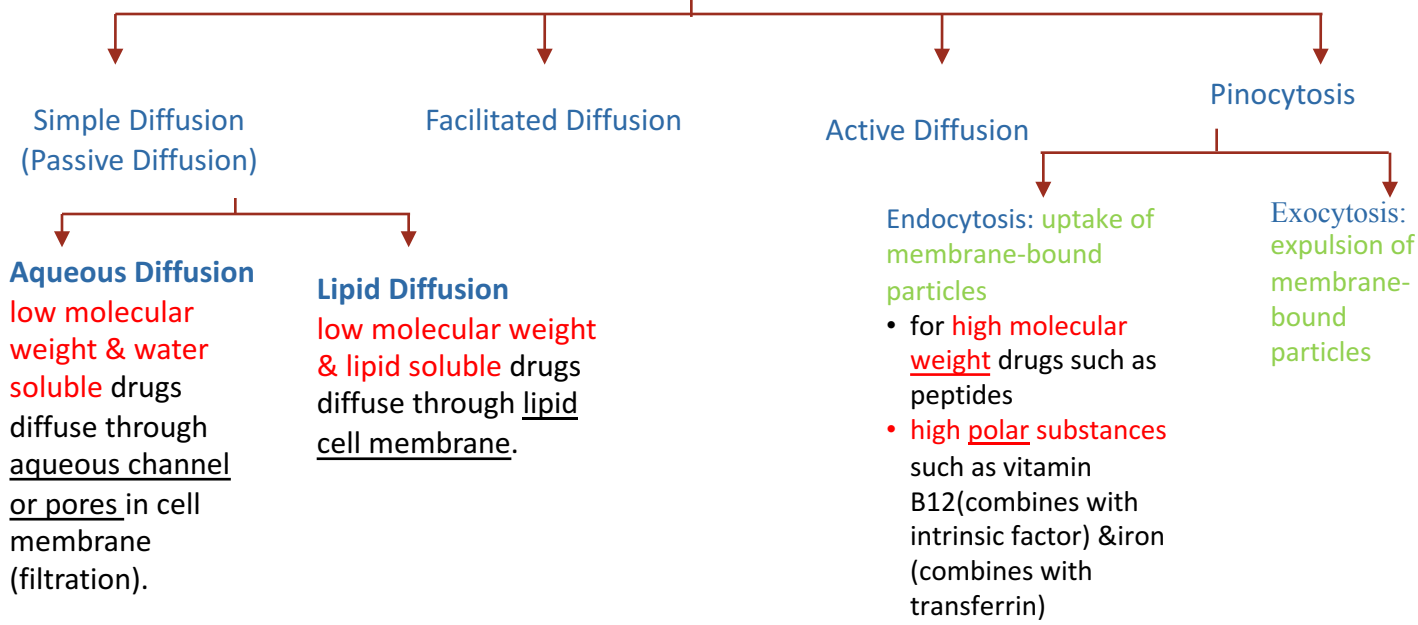 Simple Diffusion
(Passive Diffusion)
Facilitated Diffusion
Active Diffusion
Pinocytosis
Aqueous Diffusion
low molecular
weight & water
soluble drugs
diffuse through
aqueous channel
or pores in cell
membrane
(filtration).
Lipid Diffusion
low molecular weight
& lipid soluble drugs
diffuse through lipid
cell membrane.
Endocytosis: uptake of
membrane-bound
particles
• for high molecular
weight drugs such as
peptides
• high polar substances
such as vitamin
B12(combines with
intrinsic factor) &iron
(combines with
transferrin)
Exocytosis:
expulsion of
membrane-
bound
particles